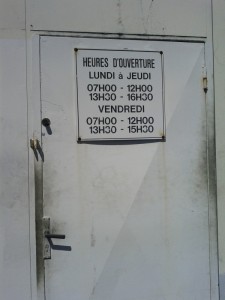 HEURES D'OUVERTURE
LUNDI à JEUDI
07H00 - 12H00
13H30 - 16H30
VENDREDI
07H00 - 12H00
13H30 - 15H30